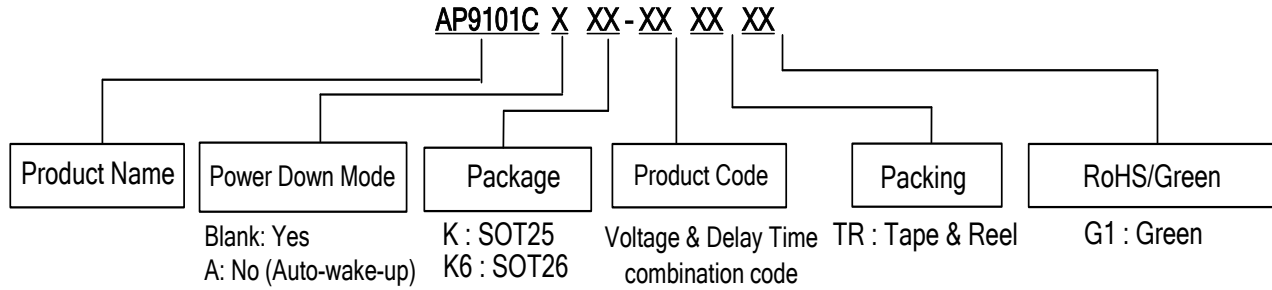 AP9101C X XX - XX XX XX
Product Name
Power Down Mode
Package
Product Code
Packing
RoHS/Green
Blank: Yes
A: No (Auto-wake-up)
K : SOT25
K6 : SOT26
Voltage & Delay Time
combination code
TR : Tape & Reel
G1 : Green